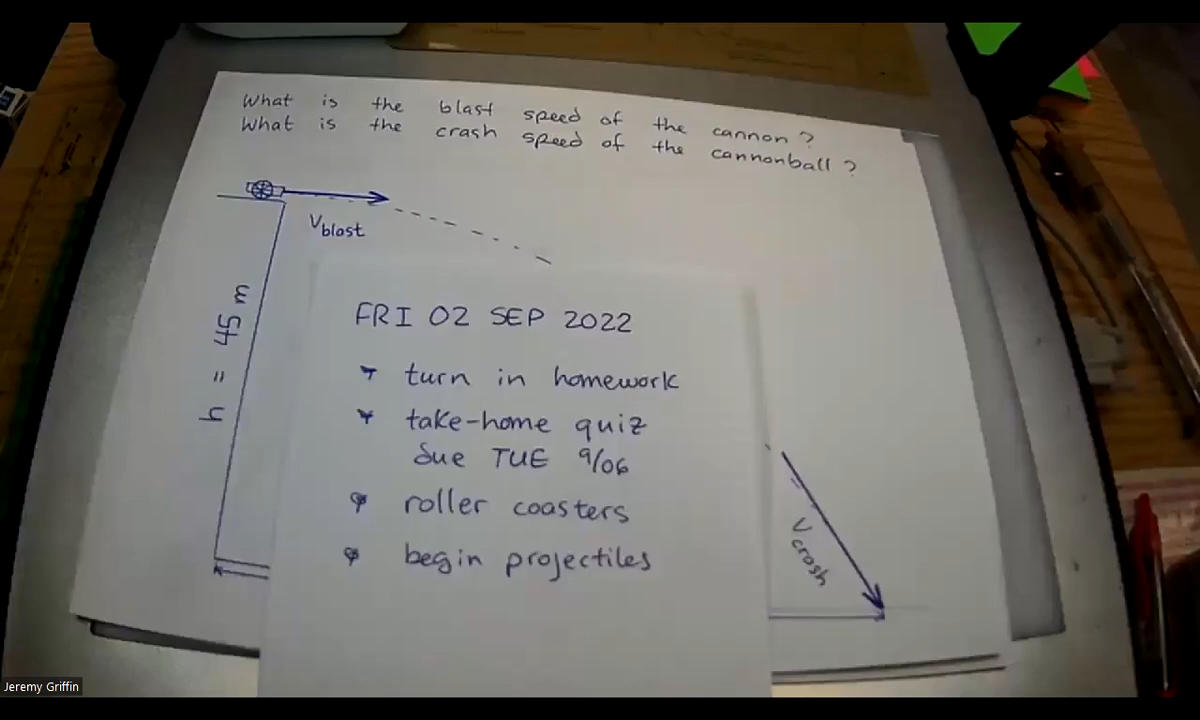 What is the blast speed of the cannon?
What is the crash speed of the cannonball?
Vblast
h = 45 m
FRI 02 SEP 2022
* turn in homework
* take-home quiz
due TUE 9/06
* roller coasters
* begin projectiles
Vcrash
Jeremy Griffin